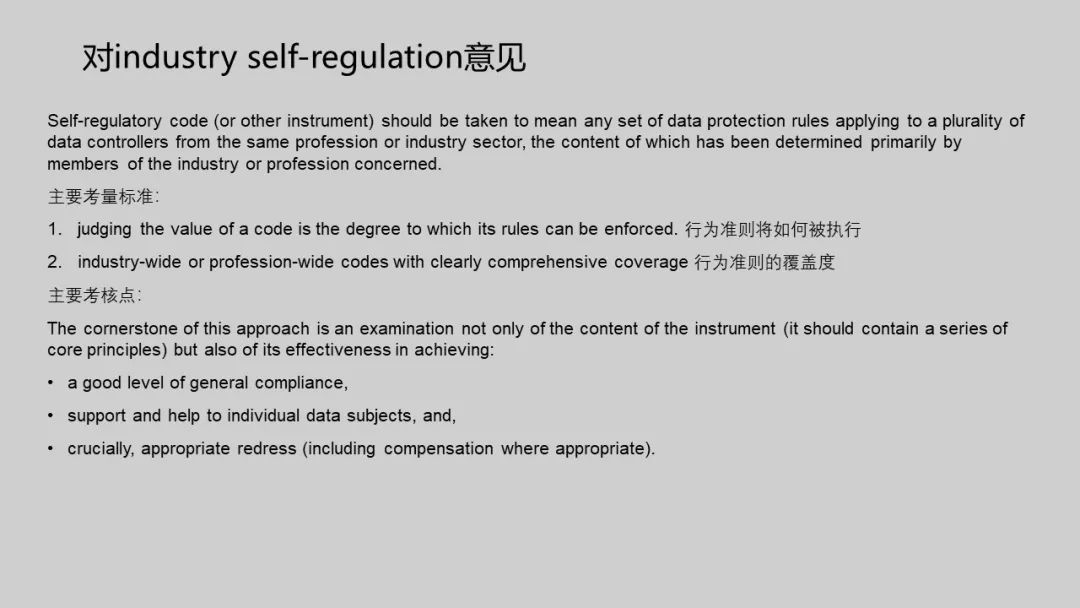 对industry self-regulation意见
Self-regulatory code (or other instrument) should be taken to mean any set of data protection rules applying to a plurality of
data controllers from the same profession or industry sector, the content of which has been determined primarily by
members of the industry or profession concerned.
主要考量标准：
1. judging the value of a code is the degree to which its rules can be enforced. 行为准则将如何被执行
2. industry-wide or profession-wide codes with clearly comprehensive coverage 行为准则的覆盖度
主要考核点：
The cornerstone of this approach is an examination not only of the content of the instrument (it should contain a series of
core principles) but also of its effectiveness in achieving:
• a good level of general compliance,
• support and help to individual data subjects, and,
• crucially, appropriate redress (including compensation where appropriate).